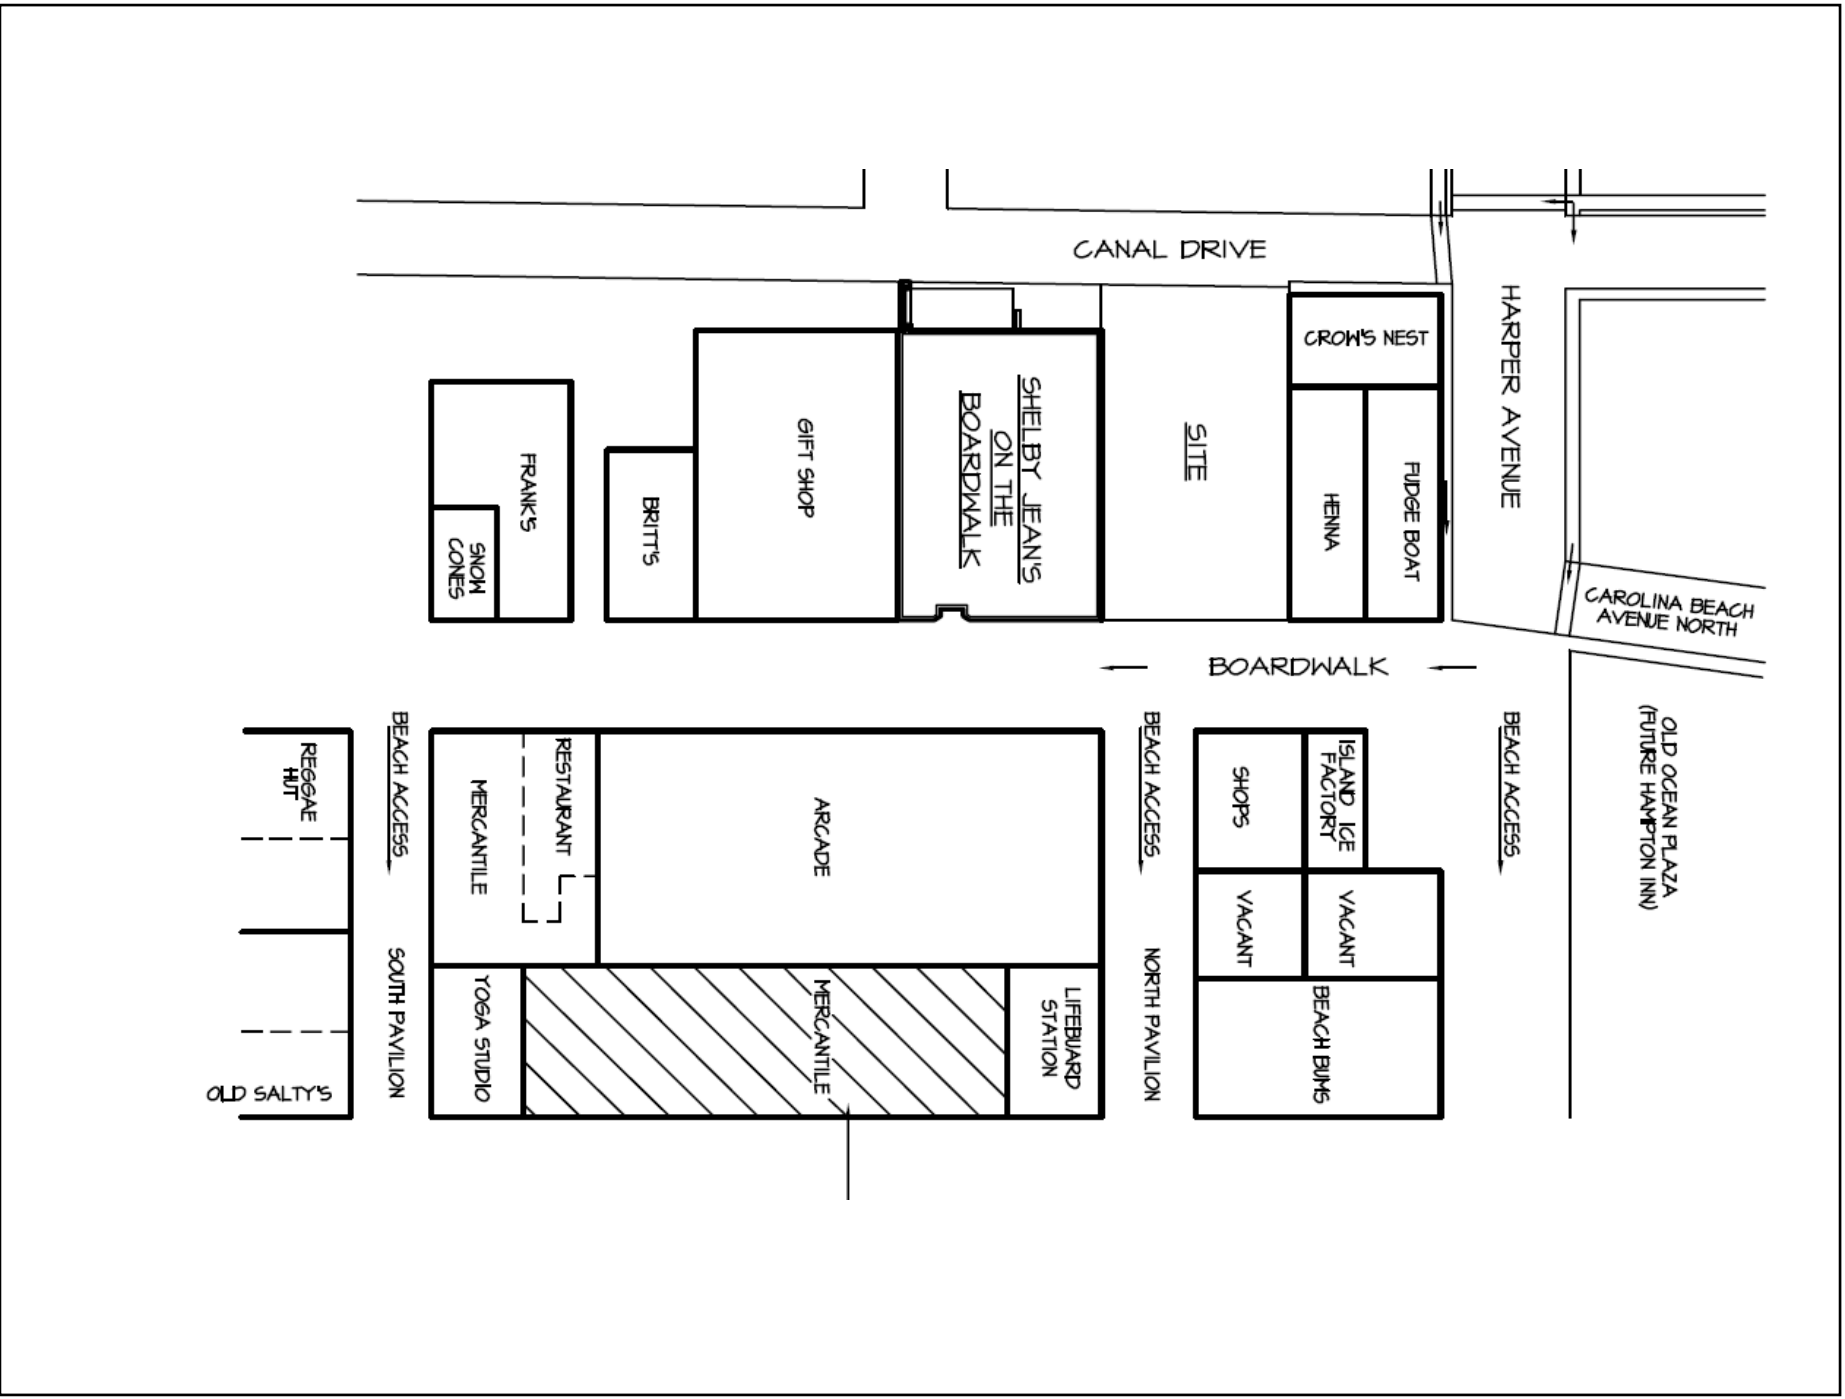 CANAL DRIVE
HARPER AVENUE
CROW'S NEST
SHELBY JEAN'S
ON THE
BOARDWALK
SITE
GIFT SHOP
FRANK'S
SNOW
CONES
BRITT'S
HENNA
FUDGE BOAT
CAROLINA BEACH
AVENUE NORTH
BOARDWALK
REGGAE
HUT
BEACH ACCESS
MERCANTILE
RESTAURANT
ARCADE
BEACH ACCESS
SHOPS
ISLAND ICE
FACTORY
BEACH ACCESS
OLD OCEAN PLAZA
(FUTURE HAMPTON INN)
VACANT
VACANT
SOUTH PAVILION
YOGA STUDIO
MERCANTILE
LIFEBUARD
STATION
NORTH PAVILION
BEACH BUMS
OLD SALTY'S